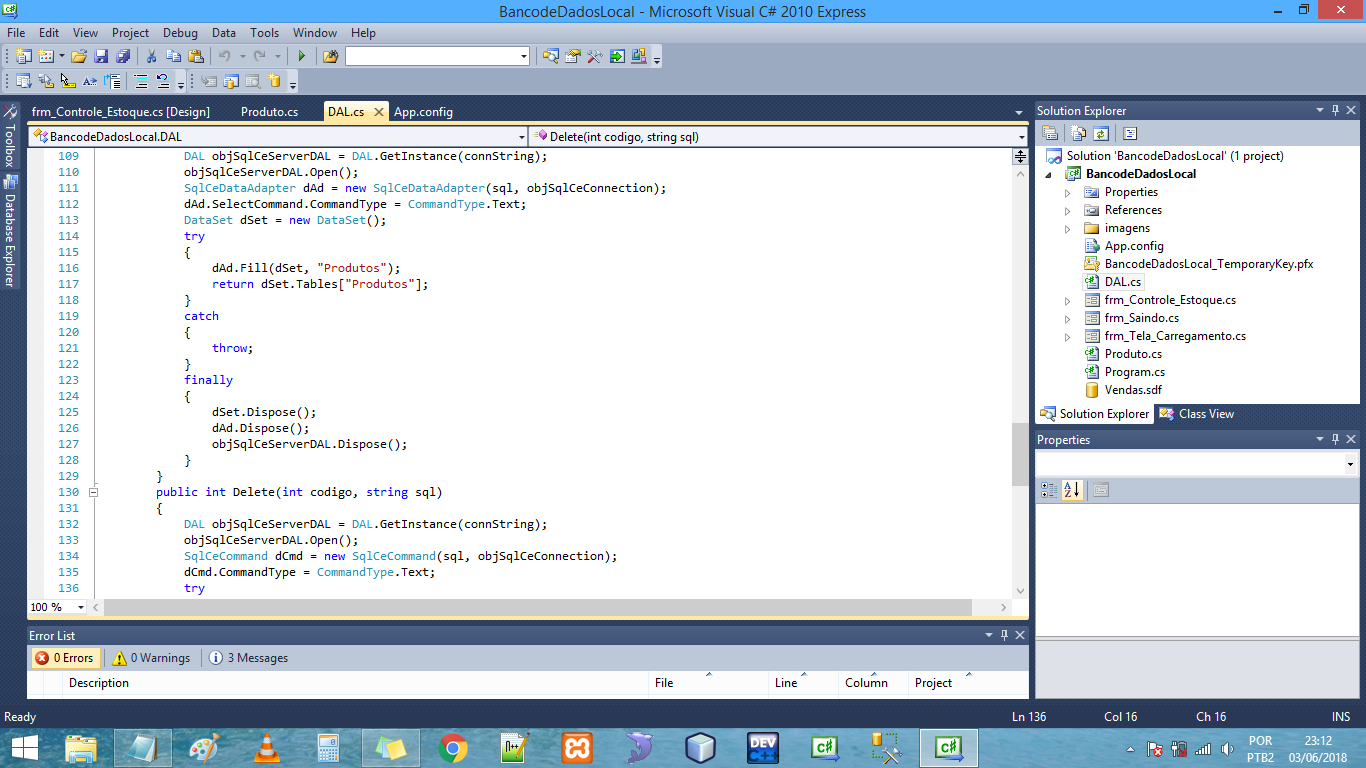 BancodeDadosLocal - Microsoft Visual C# 2010 Express
File Edit View Project Debug Data Tools Window Help
frm_Controle_Estoque.cs [Design] Produto.cs DAL.cs App.config
BancodeDadosLocal.DAL Delete(int codigo, string sql)
Toolbox
Database Explorer
109 DAL objSqlCeServerDAL = DAL.GetInstance(connString);
110 objSqlCeServerDAL.Open();
111 SqlCeDataAdapter dAd = new SqlCeDataAdapter(sql, objSqlCeConnection);
112 dAd.SelectCommand.CommandType = CommandType.Text;
113 DataSet dSet = new DataSet();
114 try
115 {
116 dAd.Fill(dSet, "Produtos");
117 return dSet.Tables["Produtos"];
118 }
119 catch
120 {
121 throw;
122 }
123 finally
124 {
125 dSet.Dispose();
126 dAd.Dispose();
127 objSqlCeServerDAL.Dispose();
128 }
129 }
130 public int Delete(int codigo, string sql)
131 {
132 DAL objSqlCeServerDAL = DAL.GetInstance(connString);
133 objSqlCeServerDAL.Open();
134 SqlCeCommand dCmd = new SqlCeCommand(sql, objSqlCeConnection);
135 dCmd.CommandType = CommandType.Text;
136 try
100 %
Solution Explorer
Solution 'BancodeDadosLocal' (1 project)
BancodeDadosLocal
Properties
References
imagens
App.config
BancodeDadosLocal_TemporaryKey.pfx
DAL.cs
frm_Controle_Estoque.cs
frm_Saindo.cs
frm_Tela_Carregamento.cs
Produto.cs
Program.cs
Vendas.sdf
Solution Explorer Class View
Properties
Error List
0 Errors 0 Warnings 3 Messages
Description File Line Column Project
Ready Ln 136 Col 16 Ch 16 INS
DEV C++
POR
PTB2
23:12
03/06/2018